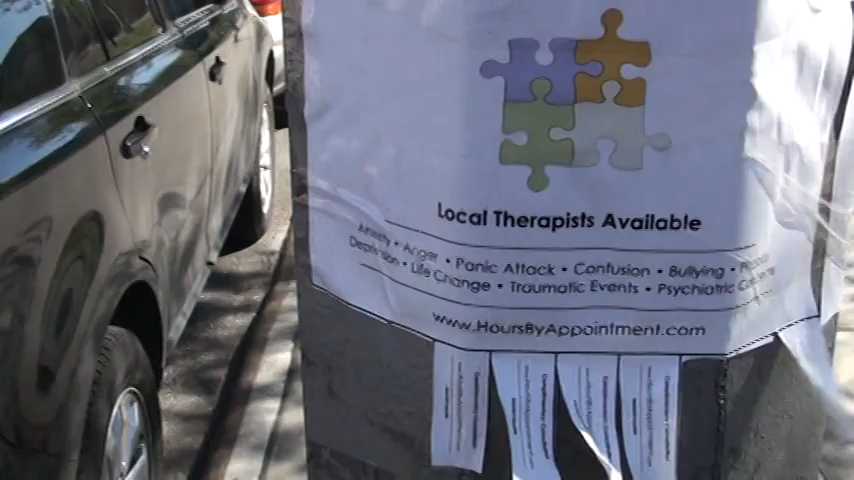 Local Therapists Available
Anxiety • Anger • Panic Attack • Confusion • Bullying •
Depression • Life Change • Traumatic Events • Psychiatric
www.HoursByAppointment.com